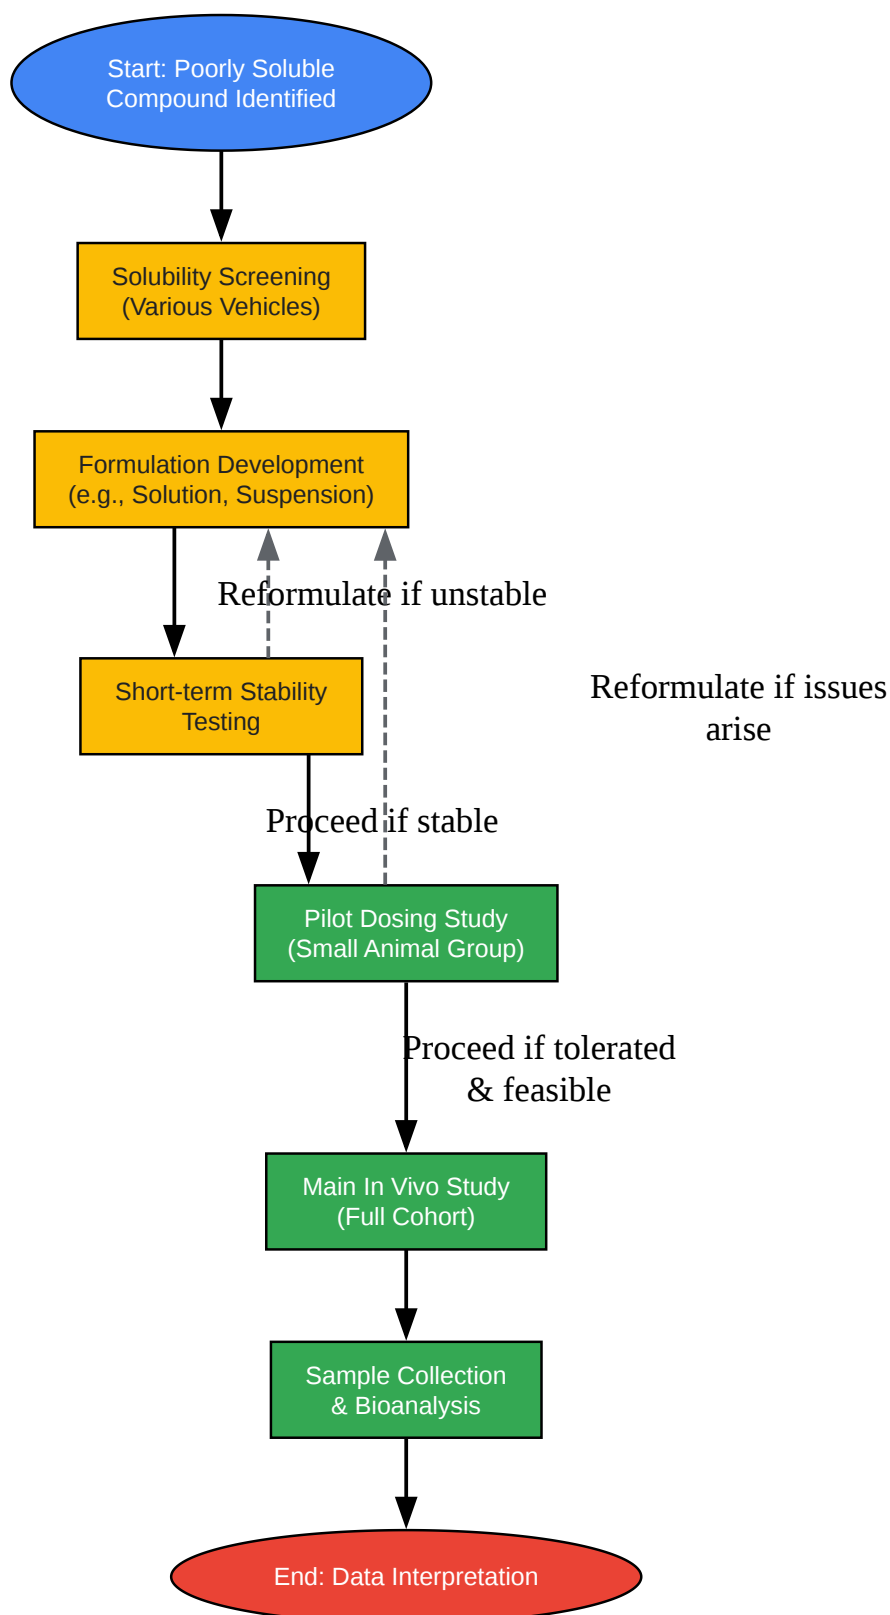 Start: Poorly Soluble
Compound Identified
Solubility Screening
(Various Vehicles)
Formulation Development
(e.g., Solution, Suspension)
Reformulate if unstable
Short-term Stability
Testing
Reformulate if issues
arise
Proceed if stable
Pilot Dosing Study
(Small Animal Group)
Proceed if tolerated
& feasible
Main In Vivo Study
(Full Cohort)
Sample Collection
& Bioanalysis
End: Data Interpretation